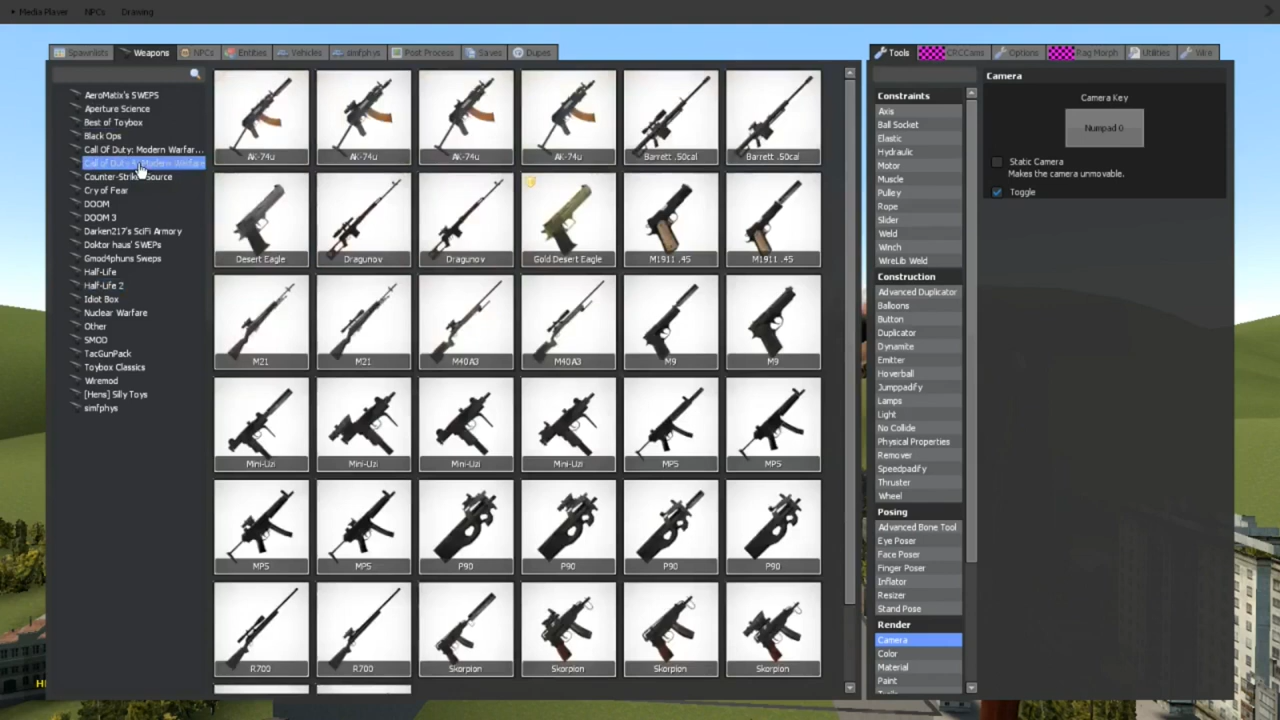 Media Player NPCs Drawing
Spawnlists Weapons NPCs Entities Vehicles simfphys Post Process Saves Dupes
AeroMatix's SWEPS
Aperture Science
Best of Toybox
Black Ops
Call Of Duty: Modern Warfar...
Call of Duty 4: Modern Warfare
Counter-Strike: Source
Cry of Fear
DOOM
DOOM 3
Darken217's SciFi Armory
Doktor haus' SWEPs
Gmod4phuns Sweps
Half-Life
Half-Life 2
Idiot Box
Nuclear Warfare
Other
SMOD
TacGunPack
Toybox Classics
Wiremod
[Hens] Silly Toys
simfphys
AK-74u AK-74u AK-74u AK-74u Barrett .50cal Barrett .50cal
Desert Eagle Dragunov Dragunov Gold Desert Eagle M1911 .45 M1911 .45
M21 M21 M40A3 M40A3 M9 M9
Mini-Uzi Mini-Uzi Mini-Uzi Mini-Uzi MP5 MP5
MP5 MP5 P90 P90 P90 P90
R700 R700 Skorpion Skorpion Skorpion Skorpion
Tools CRCCams Options Rag Morph Utilities Wire
Constraints
Axis
Ball Socket
Elastic
Hydraulic
Motor
Muscle
Pulley
Rope
Slider
Weld
Winch
WireLib Weld
Construction
Advanced Duplicator
Balloons
Button
Duplicator
Dynamite
Emitter
Hoverball
Jumppadify
Lamps
Light
No Collide
Physical Properties
Remover
Speedpadify
Thruster
Wheel
Posing
Advanced Bone Tool
Eye Poser
Face Poser
Finger Poser
Inflator
Resizer
Stand Pose
Render
Camera
Color
Material
Paint
Camera
Camera Key
Numpad 0
Static Camera
Makes the camera unmovable.
Toggle